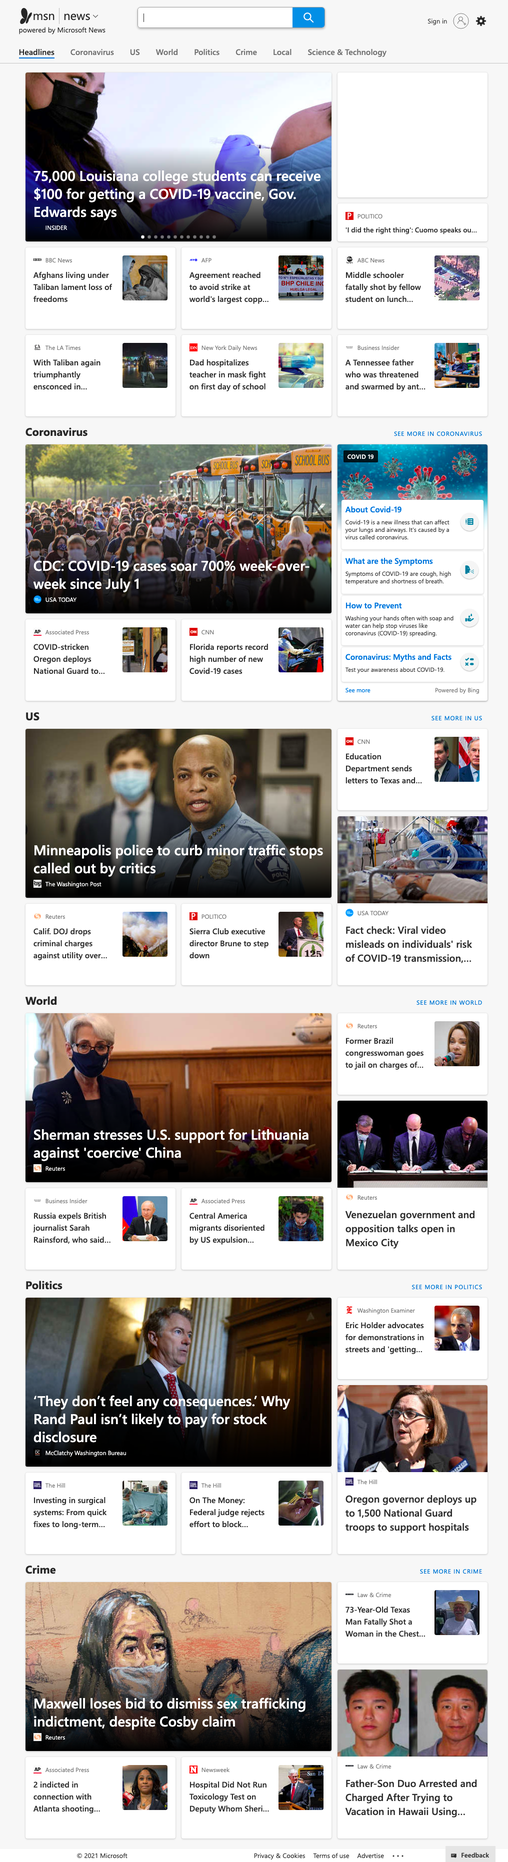 msn | news
powered by Microsoft News
Sign in
Headlines Coronavirus US World Politics Crime Local Science & Technology
75,000 Louisiana college students can receive
$100 for getting a COVID-19 vaccine, Gov.
Edwards says
INSIDER
POLITICO
'I did the right thing': Cuomo speaks ou...
BBC News
Afghans living under
Taliban lament loss of
freedoms
AFP
Agreement reached
to avoid strike at
world's largest copp...
BHP CHILE INC
ABC News
Middle schooler
fatally shot by fellow
student on lunch...
The LA Times
With Taliban again
triumphantly
ensconced in...
New York Daily News
Dad hospitalizes
teacher in mask fight
on first day of school
Business Insider
A Tennessee father
who was threatened
and swarmed by ant...
Coronavirus
SEE MORE IN CORONAVIRUS
SCHOOL BUS
SCHOOL BUS
CDC: COVID-19 cases soar 700% week-over-
week since July 1
USA TODAY
COVID 19
About Covid-19
Covid-19 is a new illness that can affect
your lungs and airways. It's caused by a
virus called coronavirus.
What are the Symptoms
Symptoms of COVID-19 are cough, high
temperature and shortness of breath.
How to Prevent
Washing your hands often with soap and
water can help stop viruses like
coronavirus (COVID-19) spreading.
Coronavirus: Myths and Facts
Test your awareness about COVID-19.
See more
Powered by Bing
AP Associated Press
COVID-stricken
Oregon deploys
National Guard to...
CNN
Florida reports record
high number of new
Covid-19 cases
US
SEE MORE IN US
Minneapolis police to curb minor traffic stops
called out by critics
The Washington Post
CNN
Education
Department sends
letters to Texas and...
USA TODAY
Fact check: Viral video
misleads on individuals' risk
of COVID-19 transmission,...
Reuters
Calif. DOJ drops
criminal charges
against utility over...
POLITICO
Sierra Club executive
director Brune to step
down
125
World
SEE MORE IN WORLD
Sherman stresses U.S. support for Lithuania
against 'coercive' China
Reuters
Reuters
Former Brazil
congresswoman goes
to jail on charges of...
Reuters
Venezuelan government and
opposition talks open in
Mexico City
Business Insider
Russia expels British
journalist Sarah
Rainsford, who said...
AP Associated Press
Central America
migrants disoriented
by US expulsion...
Politics
SEE MORE IN POLITICS
‘They don’t feel any consequences.’ Why
Rand Paul isn’t likely to pay for stock
disclosure
McClatchy Washington Bureau
Washington Examiner
Eric Holder advocates
for demonstrations in
streets and 'getting...
The Hill
Oregon governor deploys up
to 1,500 National Guard
troops to support hospitals
The Hill
Investing in surgical
systems: From quick
fixes to long-term...
The Hill
On The Money:
Federal judge rejects
effort to block...
Crime
SEE MORE IN CRIME
Maxwell loses bid to dismiss sex trafficking
indictment, despite Cosby claim
Reuters
Law & Crime
73-Year-Old Texas
Man Fatally Shot a
Woman in the Chest...
Law & Crime
Father-Son Duo Arrested and
Charged After Trying to
Vacation in Hawaii Using...
AP Associated Press
2 indicted in
connection with
Atlanta shooting...
Newsweek
Hospital Did Not Run
Toxicology Test on
Deputy Whom Sheri...
© 2021 Microsoft
Privacy & Cookies Terms of use Advertise
Feedback